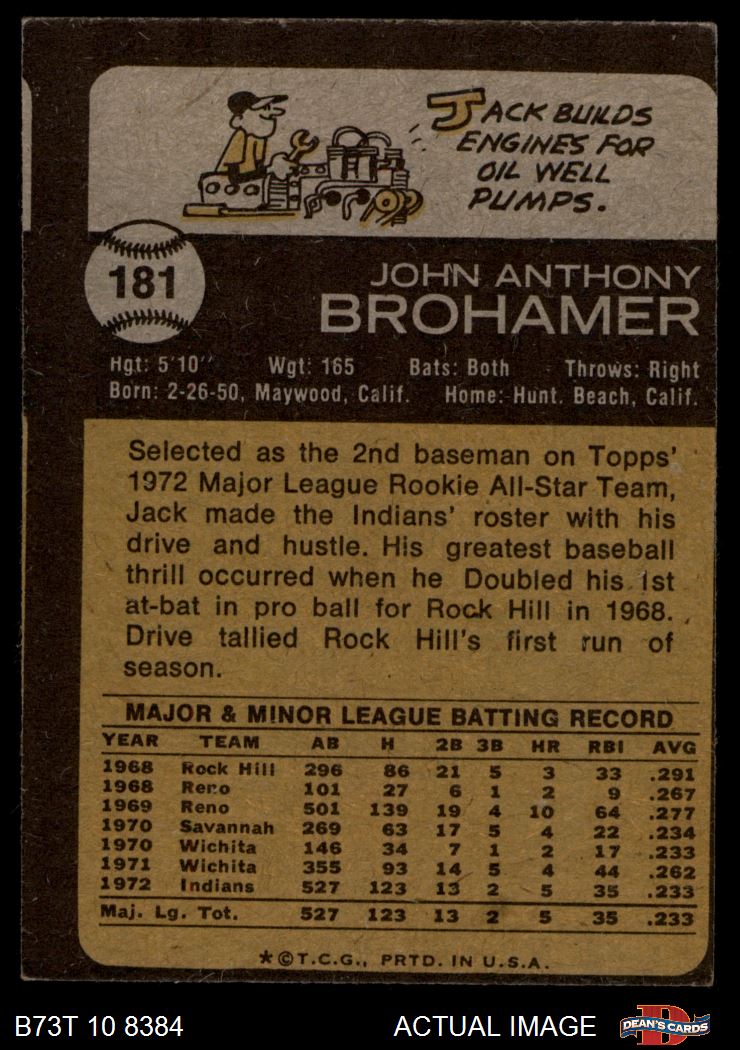 JACK BUILDS
ENGINES FOR
OIL WELL
PUMPS.
181
JOHN ANTHONY
BROHAMER
Hgt: 5'10" Wgt: 165 Bats: Both Throws: Right
Born: 2-26-50, Maywood, Calif. Home: Hunt. Beach, Calif.
Selected as the 2nd baseman on Topps'
1972 Major League Rookie All-Star Team,
Jack made the Indians' roster with his
drive and hustle. His greatest baseball
thrill occurred when he Doubled his 1st
at-bat in pro ball for Rock Hill in 1968.
Drive tallied Rock Hill's first run of
season.
MAJOR & MINOR LEAGUE BATTING RECORD
YEAR TEAM AB H 2B 3B HR RBI AVG
1968 Rock Hill 296 86 21 5 3 33 .291
1968 Reno 101 27 6 1 2 9 .267
1969 Reno 501 139 19 4 10 64 .277
1970 Savannah 269 63 17 5 4 22 .234
1970 Wichita 146 34 7 1 2 17 .233
1971 Wichita 355 93 14 5 4 44 .262
1972 Indians 527 123 13 2 5 35 .233
Maj. Lg. Tot. 527 123 13 2 5 35 .233
*©T.C.G., PRTD. IN U.S.A.
B73T 10 8384 ACTUAL IMAGE D DEAN'S CARDS